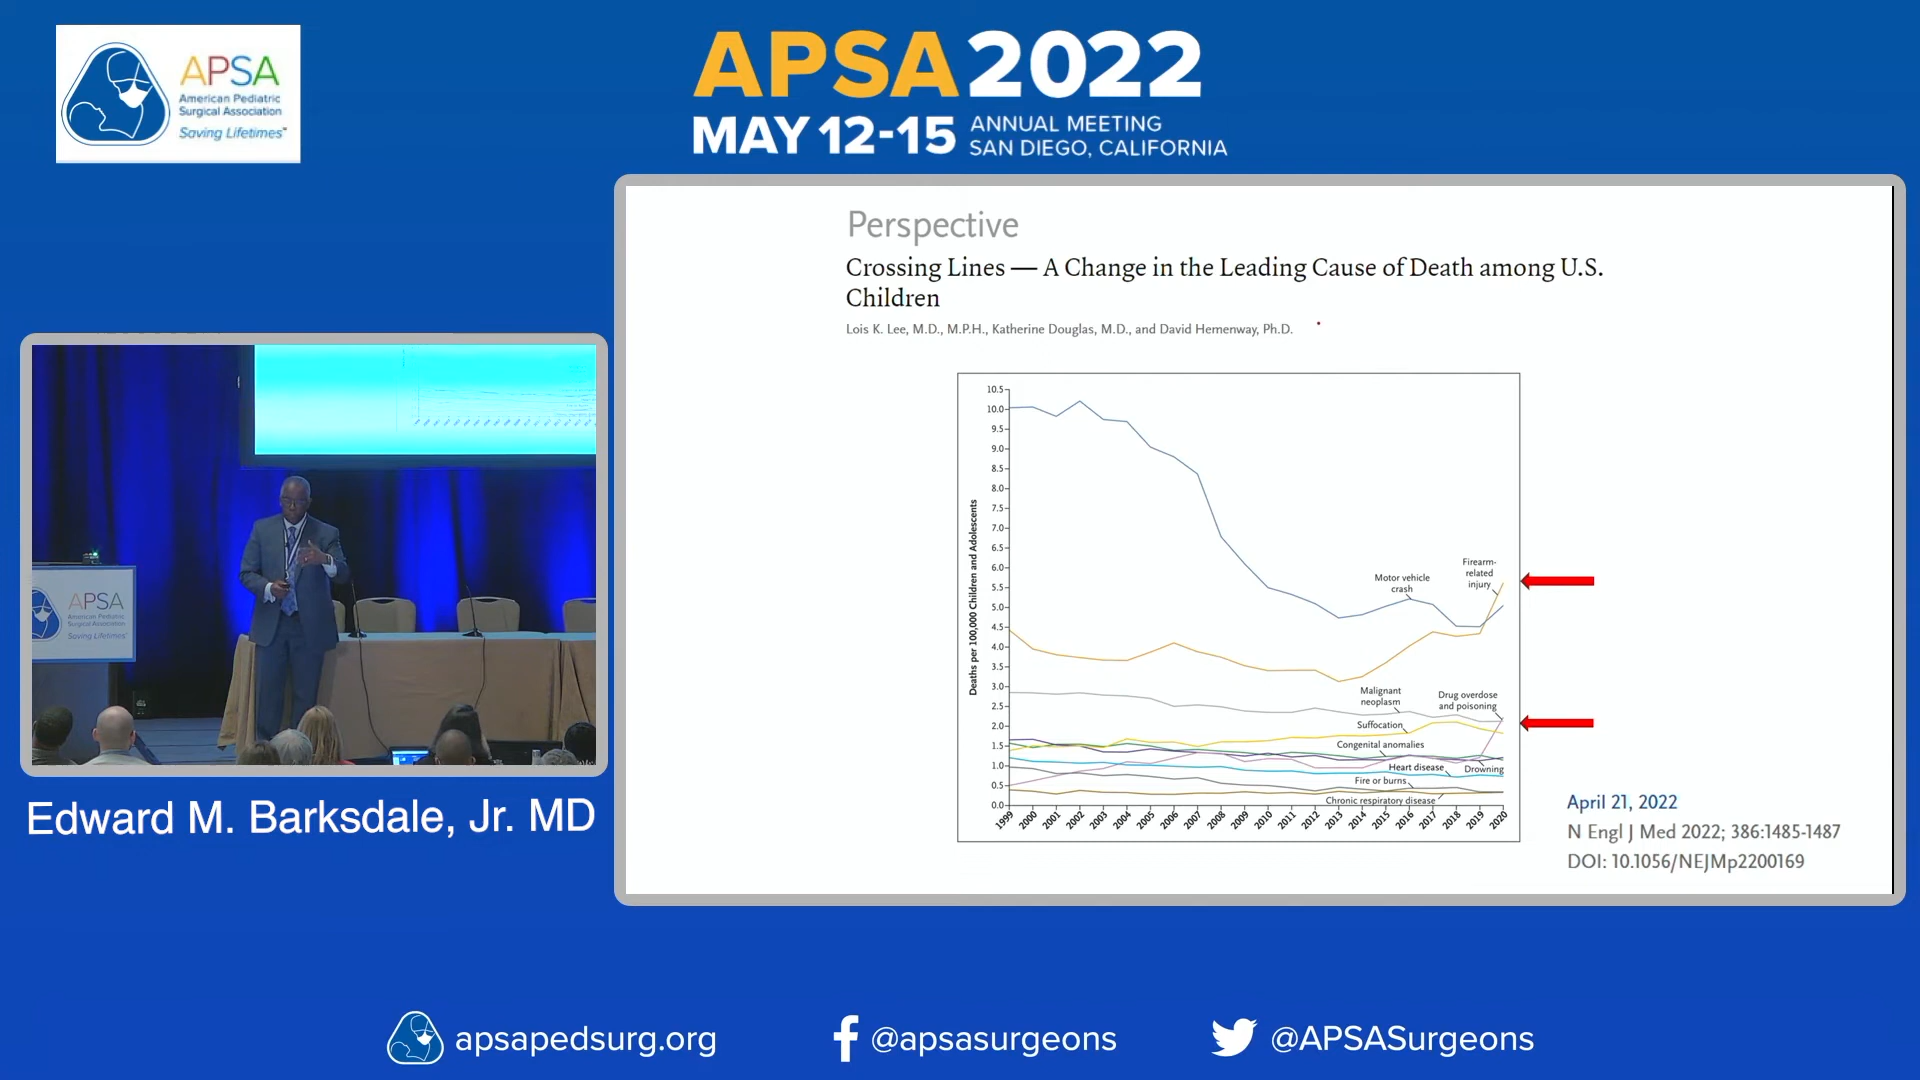 APSA
American Pediatric
Surgical Association
Saving Lifetimes
APSA 2022
MAY 12-15
ANNUAL MEETING
SAN DIEGO, CALIFORNIA
Perspective
Crossing Lines — A Change in the Leading Cause of Death among U.S.
Children
Lois K. Lee, M.D., M.P.H., Katherine Douglas, M.D., and David Hemenway, Ph.D.
Deaths per 100,000 Children and Adolescents
10.5
10.0
9.5
9.0
8.5
8.0
7.5
7.0
6.5
6.0
5.5
5.0
4.5
4.0
3.5
3.0
2.5
2.0
1.5
1.0
0.5
0.0
Motor vehicle
crash
Firearm-
related
injury
Malignant
neoplasm
Drug overdose
and poisoning
Suffocation
Congenital anomalies
Heart disease
Drowning
Fire or burns
Chronic respiratory disease
1999 2000 2001 2002 2003 2004 2005 2006 2007 2008 2009 2010 2011 2012 2013 2014 2015 2016 2017 2018 2019 2020
April 21, 2022
N Engl J Med 2022; 386:1485-1487
DOI: 10.1056/NEJMp2200169
APSA
American Pediatric
Surgical Association
Saving Lifetimes
Edward M. Barksdale, Jr. MD
apsapedsurg.org
@apsasurgeons
@APSASurgeons